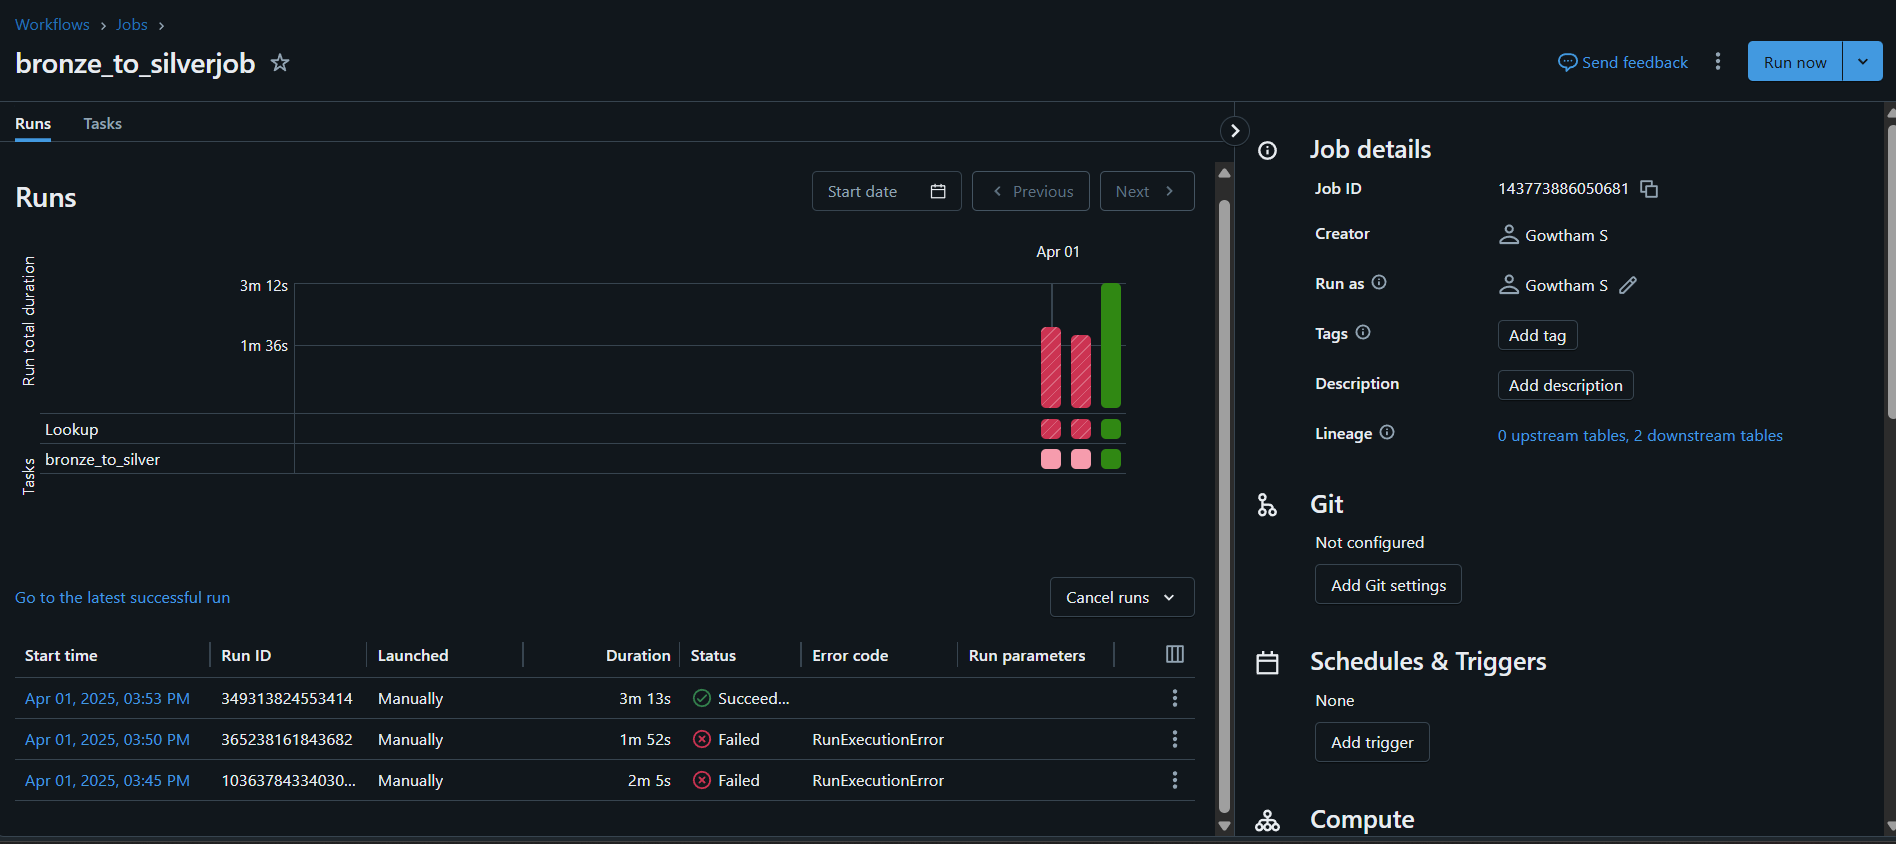 Workflows > Jobs >
bronze_to_silverjob
Send feedback
Run now
Runs
Tasks
Runs
Start date
Previous
Next
Apr 01
Run total duration
3m 12s
1m 36s
Tasks
Lookup
bronze_to_silver
Go to the latest successful run
Cancel runs
Start time Run ID Launched Duration Status Error code Run parameters
Apr 01, 2025, 03:53 PM 349313824553414 Manually 3m 13s Succeed...
Apr 01, 2025, 03:50 PM 365238161843682 Manually 1m 52s Failed RunExecutionError
Apr 01, 2025, 03:45 PM 10363784334030... Manually 2m 5s Failed RunExecutionError
Job details
Job ID 143773886050681
Creator Gowtham S
Run as Gowtham S
Tags Add tag
Description Add description
Lineage 0 upstream tables, 2 downstream tables
Git
Not configured
Add Git settings
Schedules & Triggers
None
Add trigger
Compute